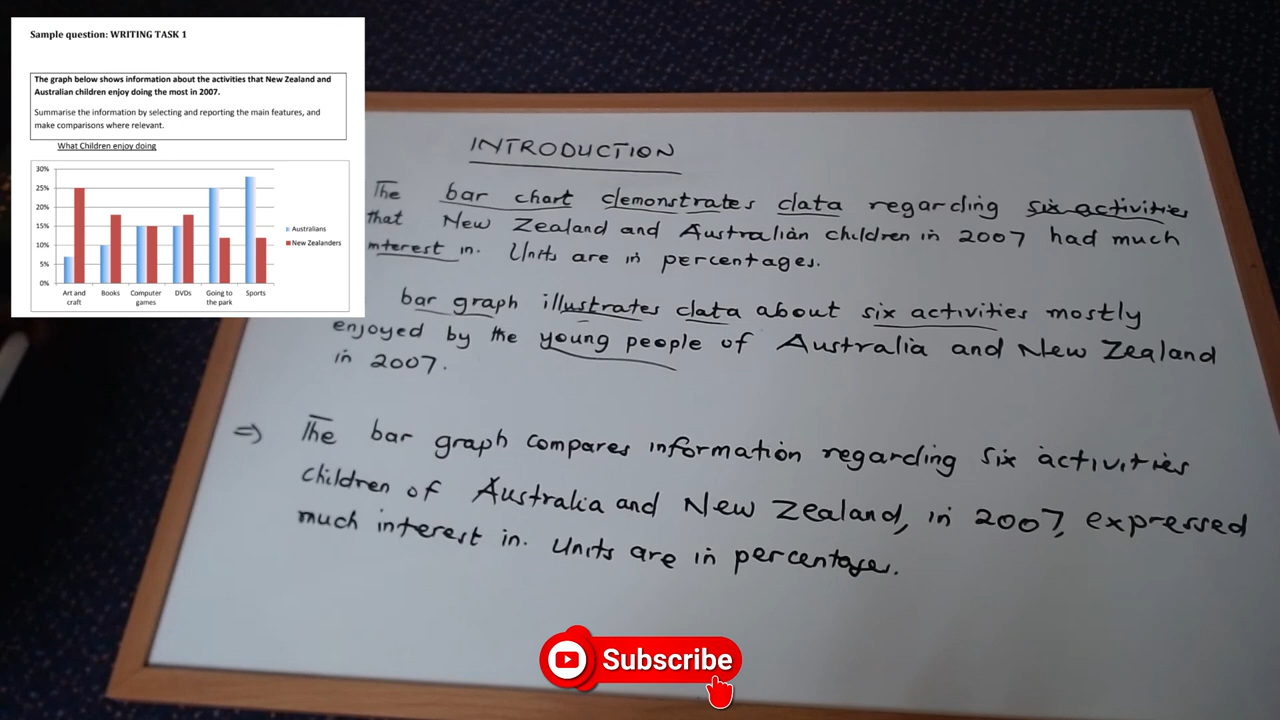 Sample question: WRITING TASK 1
The graph below shows information about the activities that New Zealand and
Australian children enjoy doing the most in 2007.
Summarise the information by selecting and reporting the main features, and
make comparisons where relevant.
What Children enjoy doing
30%
25%
20%
15%
10%
5%
0%
Art and
craft
Books
Computer
games
DVDs
Going to
the park
Sports
Australians
New Zealanders
INTRODUCTION
The bar chart demonstrates data regarding six activities
that New Zealand and Australian children in 2007 had much
interest in. Units are in percentages.
bar graph illustrates data about six activities mostly
enjoyed by the young people of Australia and New Zealand
in 2007.
⇒ The bar graph compares information regarding six activities
children of Australia and New Zealand, in 2007, expressed
much interest in. Units are in percentages.
Subscribe